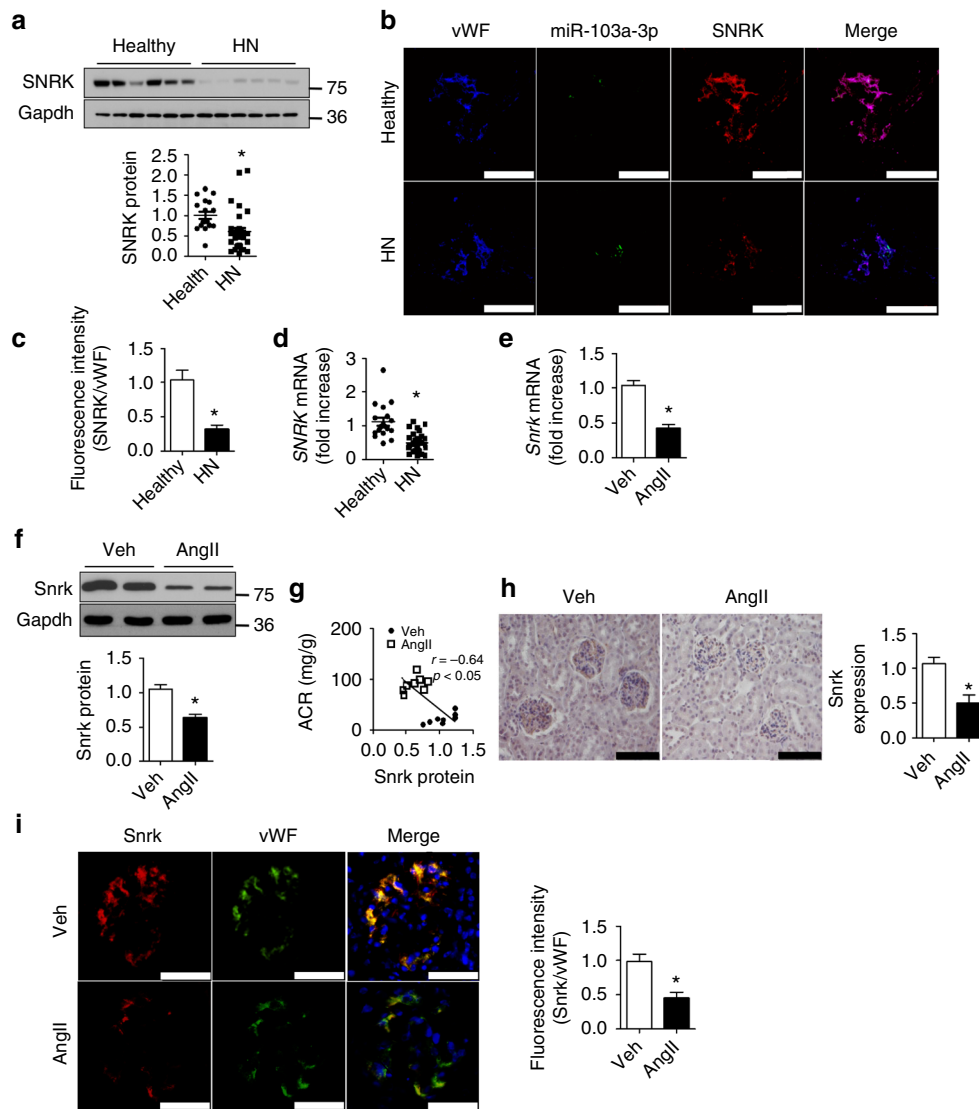 a
Healthy HN
SNRK
75
Gapdh
36
SNRK protein
2.5
2.0
1.5
1.0
0.5
0.0
*
Health
HN
b
vWF miR-103a-3p SNRK Merge
Healthy
HN
c
Fluorescence intensity
(SNRK/vWF)
1.5
1.0
0.5
0.0
*
Healthy
HN
d
SNRK mRNA
(fold increase)
3
2
1
0
*
Healthy
HN
e
Snrk mRNA
(fold increase)
1.5
1.0
0.5
0.0
*
Veh
AngII
f
Veh AngII
Snrk
75
Gapdh
36
Snrk protein
1.5
1.0
0.5
0.0
*
Veh
AngII
g
ACR (mg/g)
200
100
0
Veh
AngII
r = −0.64
p < 0.05
0.0 0.5 1.0 1.5
Snrk protein
h
Veh AngII
Snrk
expression
1.5
1.0
0.5
0.0
*
Veh
AngII
i
Snrk vWF Merge
Veh
AngII
Fluorescence intensity
(Snrk/vWF)
1.5
1.0
0.5
0.0
*
Veh
AngII